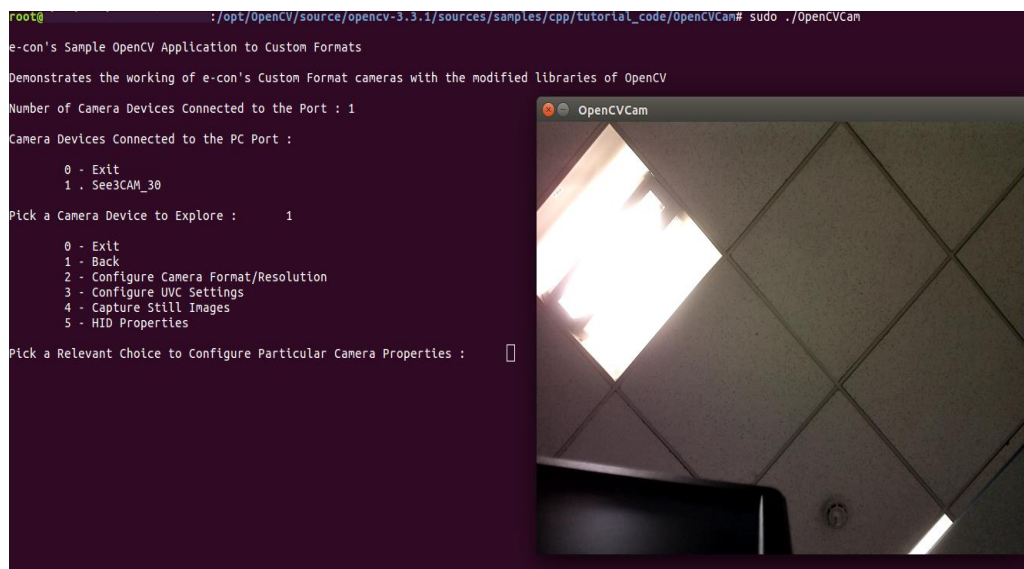 root@ :/opt/OpenCV/source/opencv-3.3.1/sources/samples/cpp/tutorial_code/OpenCVCam# sudo ./OpenCVCam
e-con's Sample OpenCV Application to Custom Formats
Demonstrates the working of e-con's Custom Format cameras with the modified libraries of OpenCV
Number of Camera Devices Connected to the Port : 1
OpenCVCam
Camera Devices Connected to the PC Port :
0 - Exit
1 . See3CAM_30
Pick a Camera Device to Explore : 1
0 - Exit
1 - Back
2 - Configure Camera Format/Resolution
3 - Configure UVC Settings
4 - Capture Still Images
5 - HID Properties
Pick a Relevant Choice to Configure Particular Camera Properties :